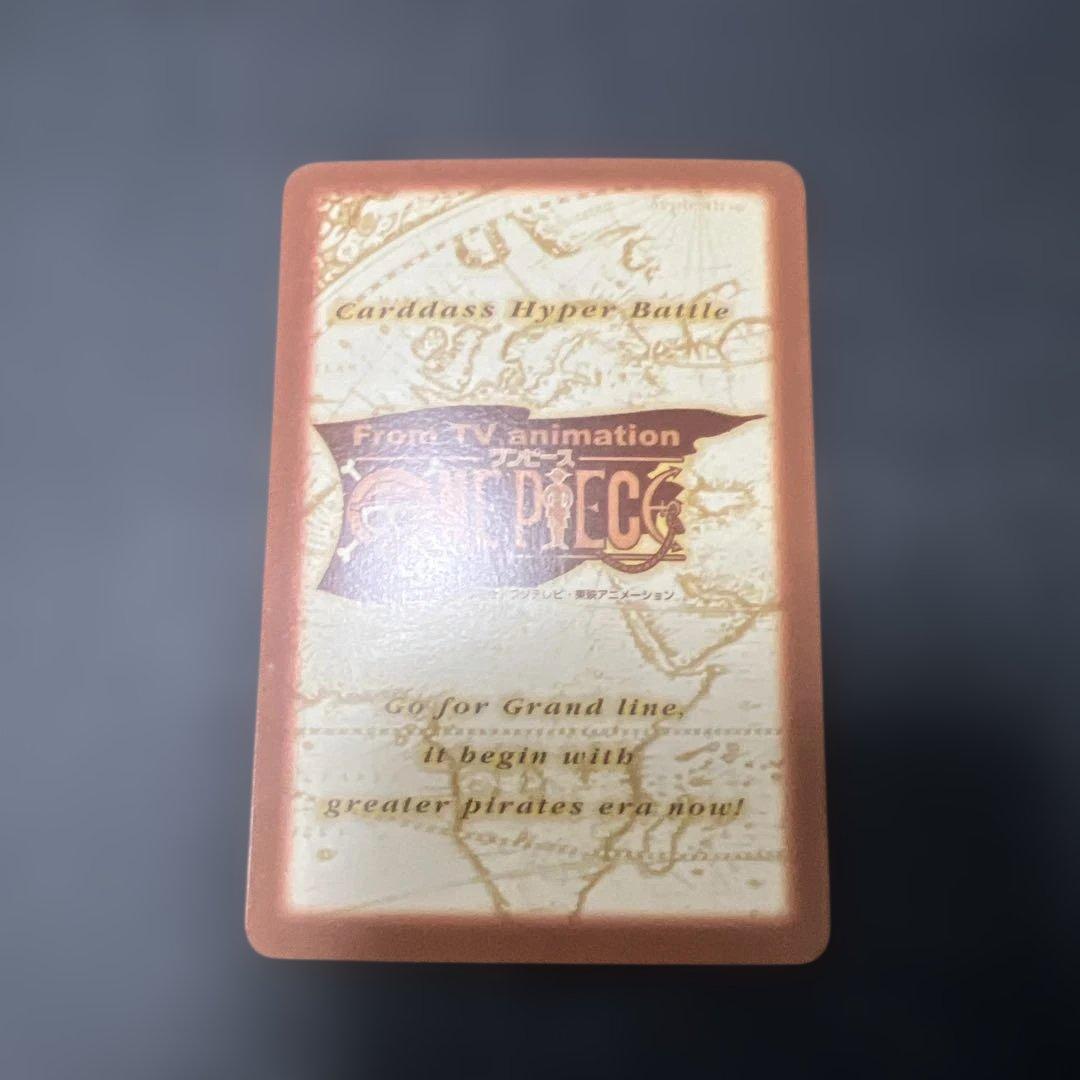 Carddass Hyper Battle
From TV animation
ワンピース
ONE PIECE
フジテレビ・東映アニメーション
Go for Grand line,
it begin with
greater pirates era now!